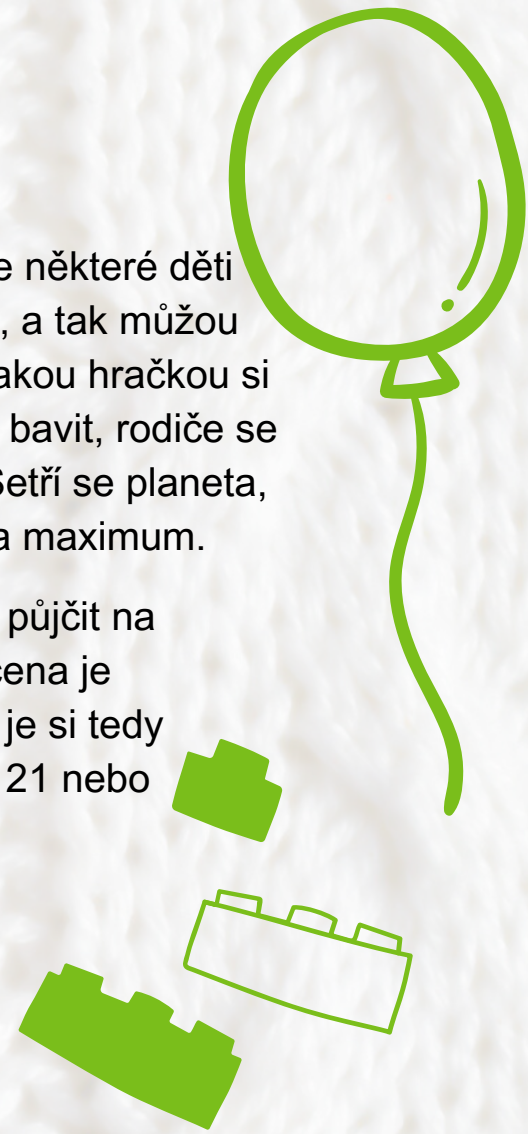 e některé děti
, a tak můžou
akou hračkou si
bavit, rodiče se
Šetří se planeta,
a maximum.
půjčit na
cena je
je si tedy
21 nebo